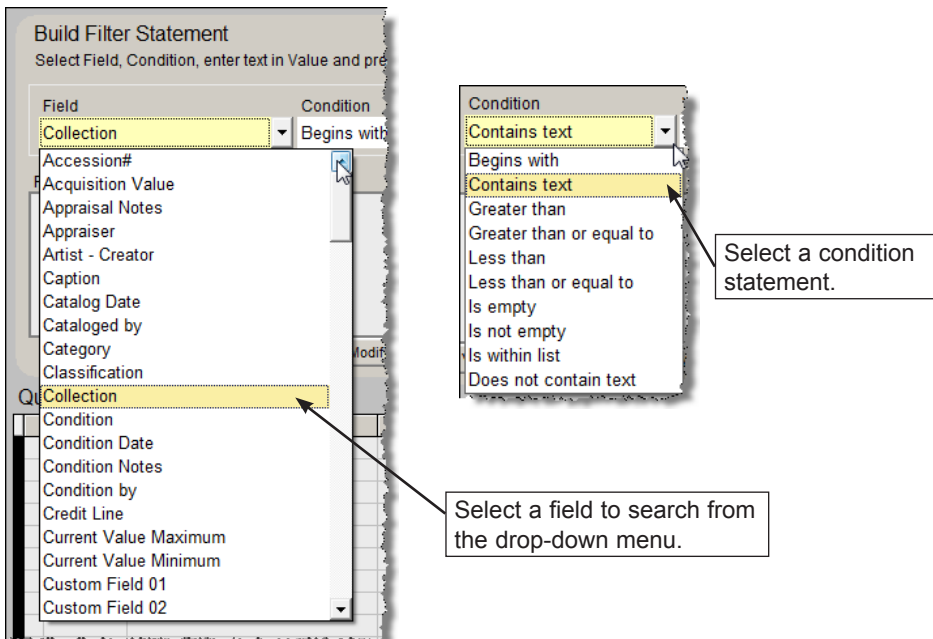 Build Filter Statement
Select Field, Condition, enter text in Value and pre
Field Condition
Collection Begins with
Accession#
Acquisition Value
Appraisal Notes
Appraiser
Artist - Creator
Caption
Catalog Date
Cataloged by
Category
Classification
Collection
Condition
Condition Date
Condition Notes
Condition by
Credit Line
Current Value Maximum
Current Value Minimum
Custom Field 01
Custom Field 02
Modif
Condition
Contains text
Begins with
Contains text
Greater than
Greater than or equal to
Less than
Less than or equal to
Is empty
Is not empty
Is within list
Does not contain text
Select a condition
statement.
Select a field to search from
the drop-down menu.